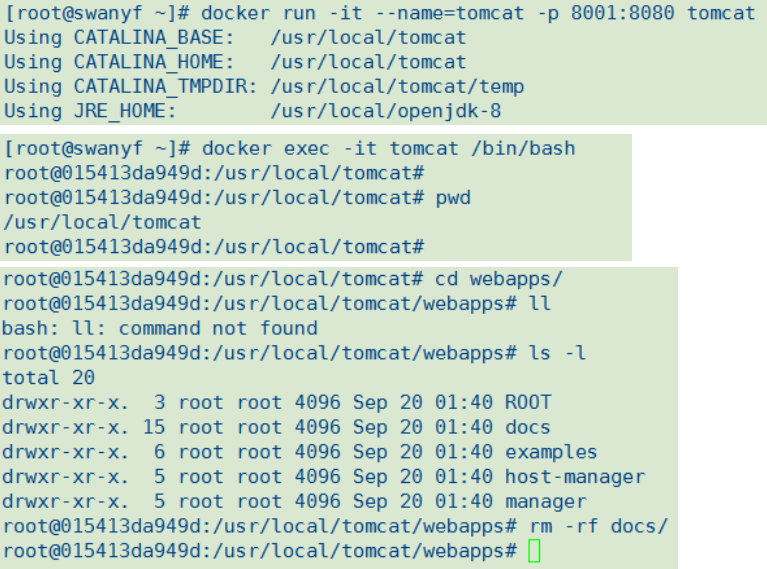 [root@swanyf ~]# docker run -it --name=tomcat -p 8001:8080 tomcat
Using CATALINA_BASE:   /usr/local/tomcat
Using CATALINA_HOME:   /usr/local/tomcat
Using CATALINA_TMPDIR: /usr/local/tomcat/temp
Using JRE_HOME:        /usr/local/openjdk-8
[root@swanyf ~]# docker exec -it tomcat /bin/bash
root@015413da949d:/usr/local/tomcat#
root@015413da949d:/usr/local/tomcat# pwd
/usr/local/tomcat
root@015413da949d:/usr/local/tomcat#
root@015413da949d:/usr/local/tomcat# cd webapps/
root@015413da949d:/usr/local/tomcat/webapps# ll
bash: ll: command not found
root@015413da949d:/usr/local/tomcat/webapps# ls -l
total 20
drwxr-xr-x.  3 root root 4096 Sep 20 01:40 ROOT
drwxr-xr-x. 15 root root 4096 Sep 20 01:40 docs
drwxr-xr-x.  6 root root 4096 Sep 20 01:40 examples
drwxr-xr-x.  5 root root 4096 Sep 20 01:40 host-manager
drwxr-xr-x.  5 root root 4096 Sep 20 01:40 manager
root@015413da949d:/usr/local/tomcat/webapps# rm -rf docs/
root@015413da949d:/usr/local/tomcat/webapps#